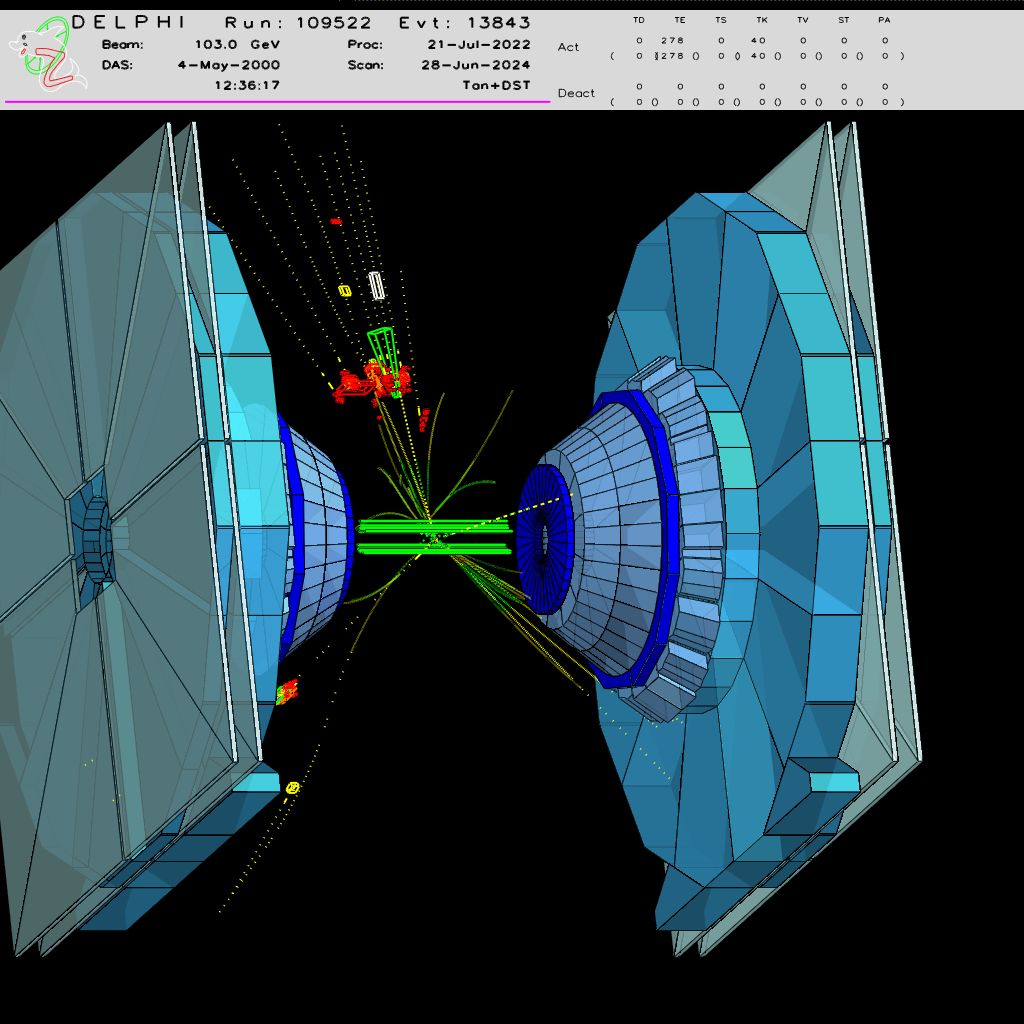 DELPHI Run: 109522 Evt: 13843
Beam: 103.0 GeV Proc: 21-Jul-2022
DAS: 4-May-2000 Scan: 28-Jun-2024
12:36:17 Tan+DST
TD TE TS TK TV ST PA
Act 0 278 0 40 0 0 0
( 0 )(278 () 0 () 40 () 0 () 0 () 0 )
Deact 0 0 0 0 0 0 0
( 0 () 0 () 0 () 0 () 0 () 0 () 0 )